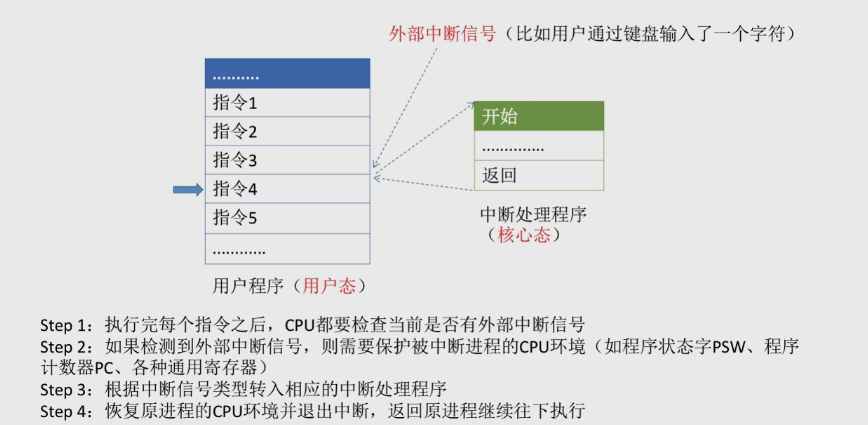 外部中断信号（比如用户通过键盘输入了一个字符）
..........
指令1
指令2
指令3
指令4
指令5
............
用户程序（用户态）
开始
..............
返回
中断处理程序
（核心态）
Step 1：执行完每个指令之后，CPU都要检查当前是否有外部中断信号
Step 2：如果检测到外部中断信号，则需要保护被中断进程的CPU环境（如程序状态字PSW、程序
计数器PC、各种通用寄存器）
Step 3：根据中断信号类型转入相应的中断处理程序
Step 4：恢复原进程的CPU环境并退出中断，返回原进程继续往下执行